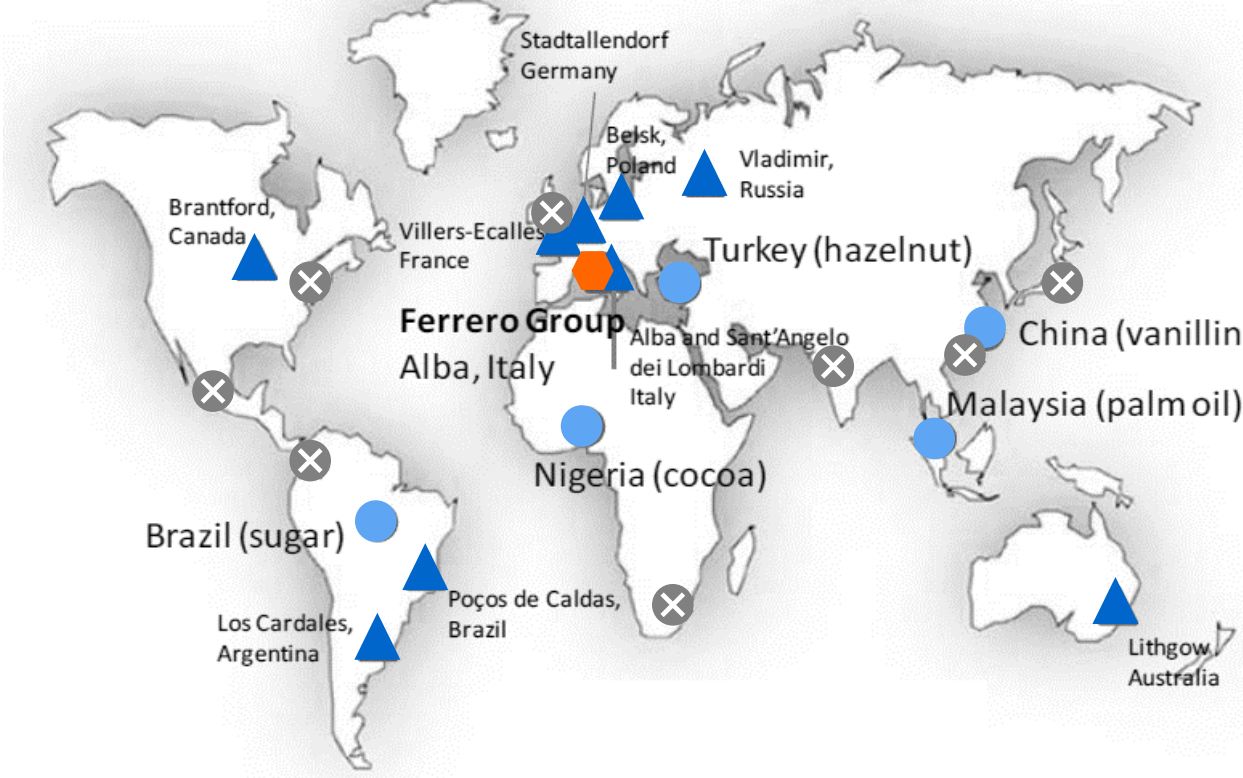 Stadtallendorf
Germany
Belsk,
Poland
Vladimir,
Russia
Brantford,
Canada
Villers-Ecalles
France
Turkey (hazelnut)
Ferrero Group
Alba, Italy
Alba and Sant'Angelo
dei Lombardi
Italy
China (vanillin
Malaysia (palm oil)
Nigeria (cocoa)
Brazil (sugar)
Poços de Caldas,
Brazil
Los Cardales,
Argentina
Lithgow,
Australia